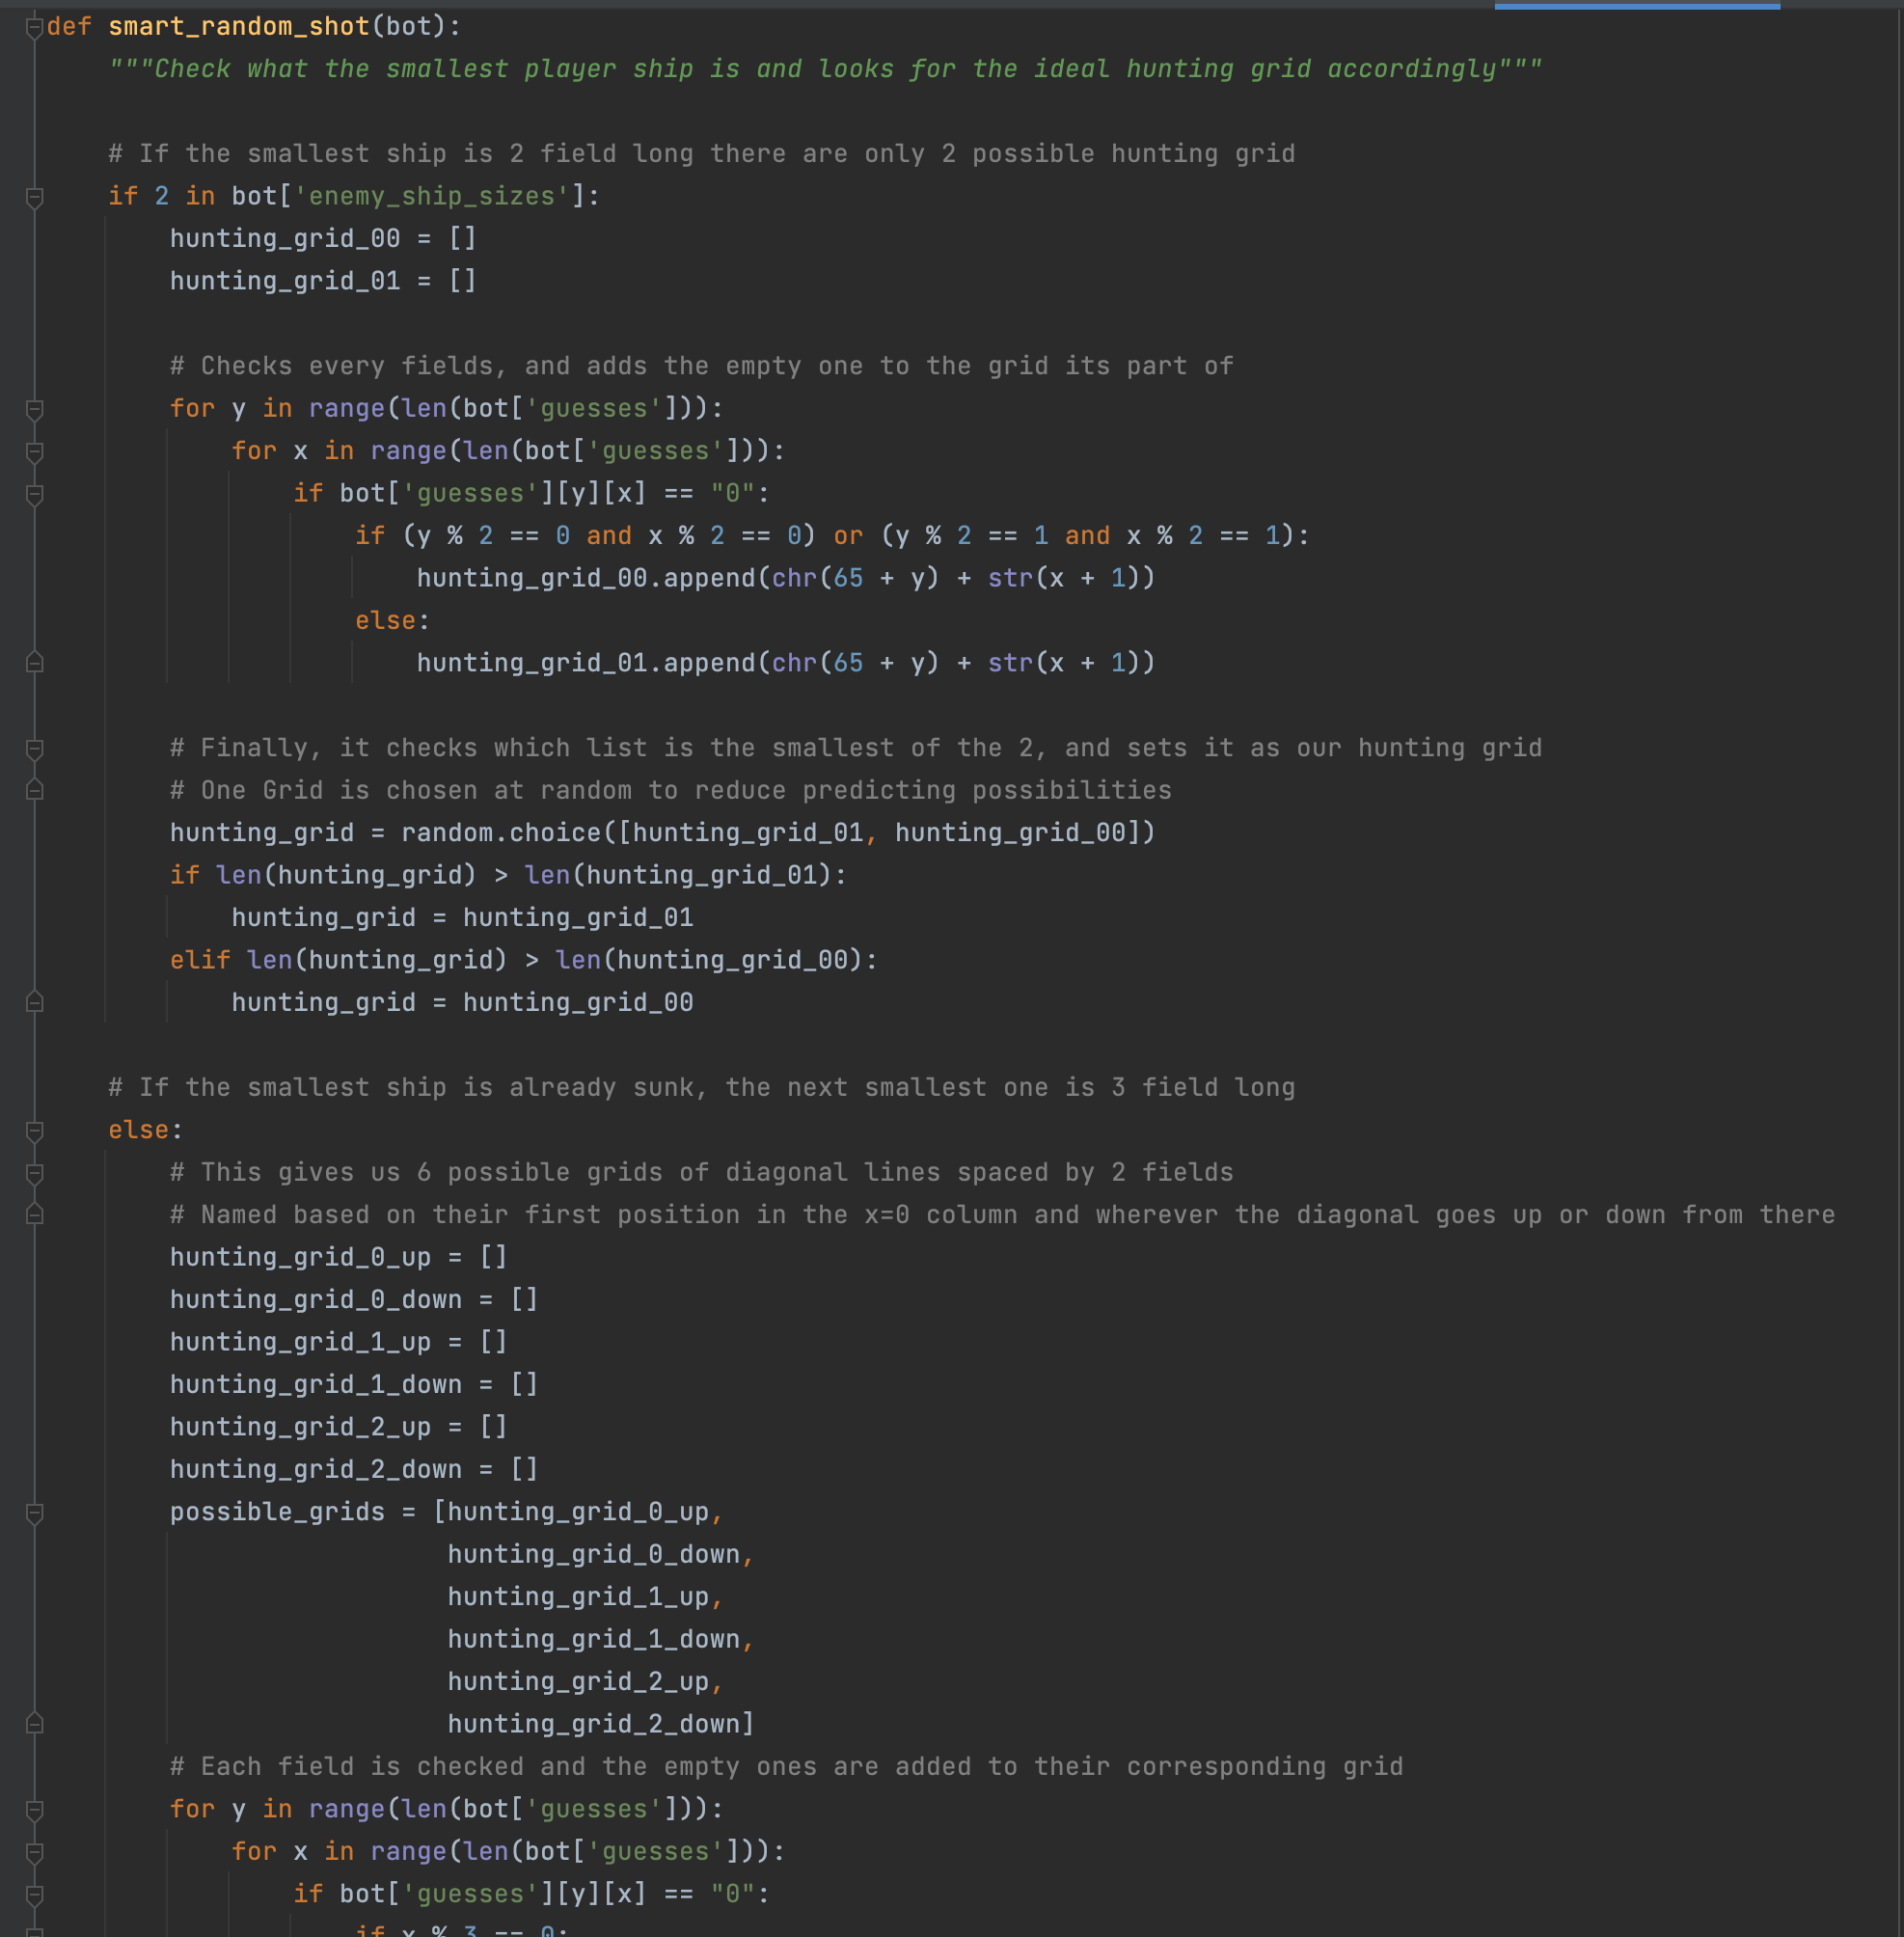 def smart_random_shot(bot):
    """Check what the smallest player ship is and looks for the ideal hunting grid accordingly"""

    # If the smallest ship is 2 field long there are only 2 possible hunting grid
    if 2 in bot['enemy_ship_sizes']:
        hunting_grid_00 = []
        hunting_grid_01 = []

        # Checks every fields, and adds the empty one to the grid its part of
        for y in range(len(bot['guesses'])):
            for x in range(len(bot['guesses'])):
                if bot['guesses'][y][x] == "0":
                    if (y % 2 == 0 and x % 2 == 0) or (y % 2 == 1 and x % 2 == 1):
                        hunting_grid_00.append(chr(65 + y) + str(x + 1))
                    else:
                        hunting_grid_01.append(chr(65 + y) + str(x + 1))

        # Finally, it checks which list is the smallest of the 2, and sets it as our hunting grid
        # One Grid is chosen at random to reduce predicting possibilities
        hunting_grid = random.choice([hunting_grid_01, hunting_grid_00])
        if len(hunting_grid) > len(hunting_grid_01):
            hunting_grid = hunting_grid_01
        elif len(hunting_grid) > len(hunting_grid_00):
            hunting_grid = hunting_grid_00

    # If the smallest ship is already sunk, the next smallest one is 3 field long
    else:
        # This gives us 6 possible grids of diagonal lines spaced by 2 fields
        # Named based on their first position in the x=0 column and wherever the diagonal goes up or down from there
        hunting_grid_0_up = []
        hunting_grid_0_down = []
        hunting_grid_1_up = []
        hunting_grid_1_down = []
        hunting_grid_2_up = []
        hunting_grid_2_down = []
        possible_grids = [hunting_grid_0_up,
                          hunting_grid_0_down,
                          hunting_grid_1_up,
                          hunting_grid_1_down,
                          hunting_grid_2_up,
                          hunting_grid_2_down]
        # Each field is checked and the empty ones are added to their corresponding grid
        for y in range(len(bot['guesses'])):
            for x in range(len(bot['guesses'])):
                if bot['guesses'][y][x] == "0":
                    if x % 3 == 0: